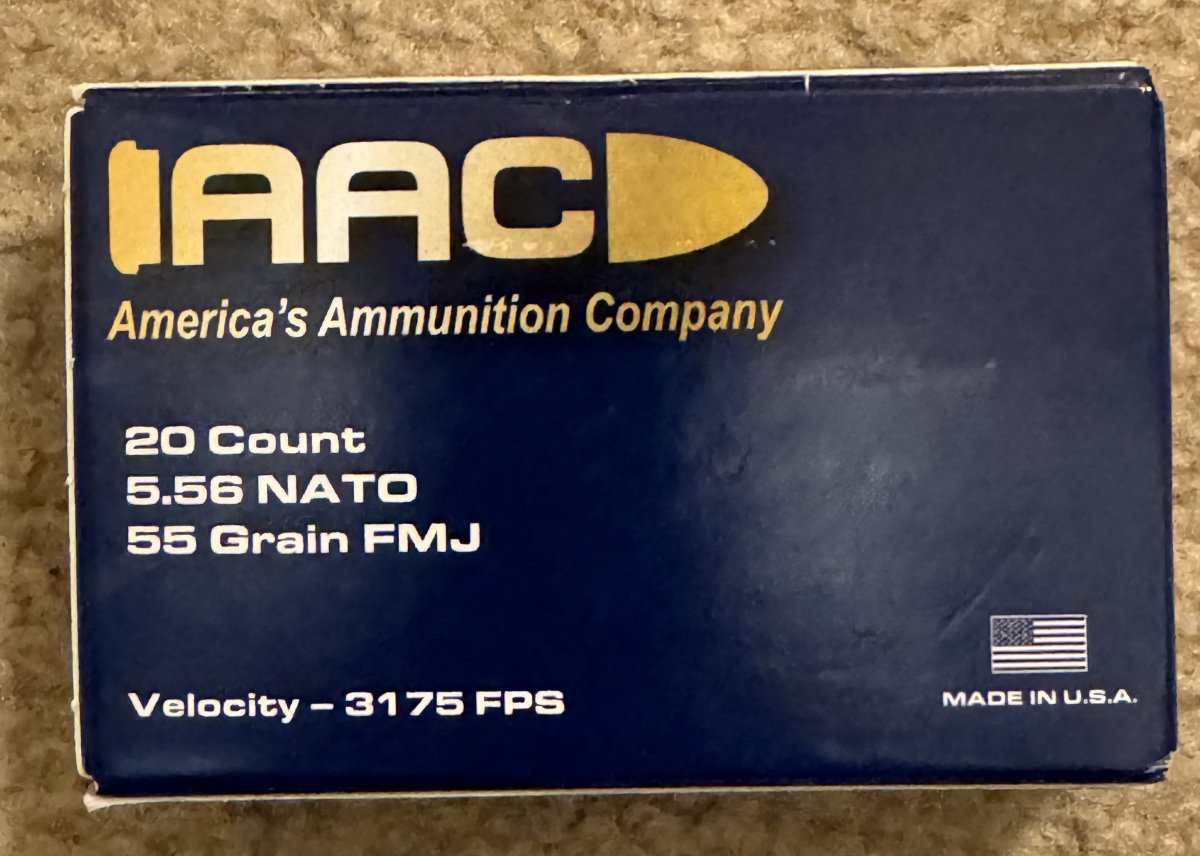 AAC
America's Ammunition Company
20 Count
5.56 NATO
55 Grain FMJ
Velocity – 3175 FPS
MADE IN U.S.A.